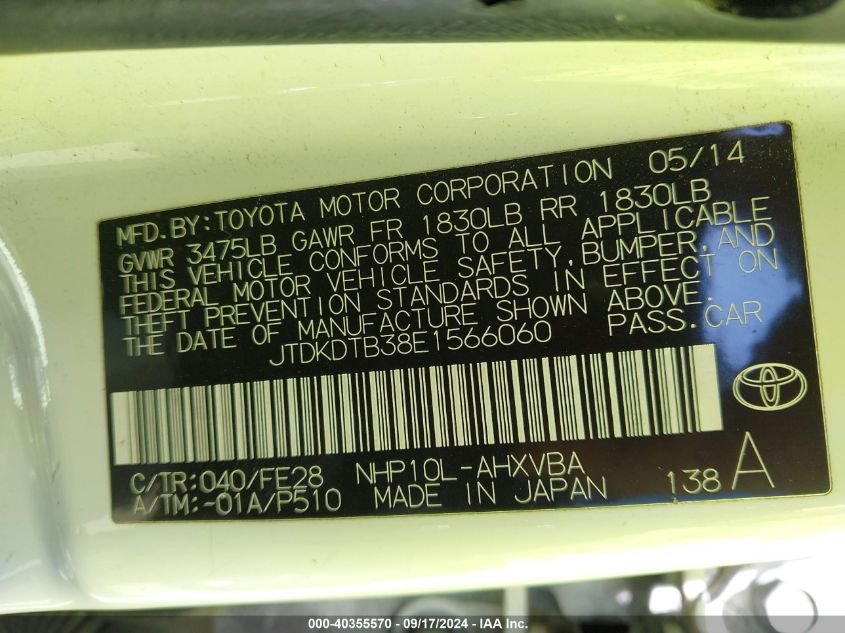 MFD.BY:TOYOTA MOTOR CORPORATION 05/14
GVWR 3475LB GAWR FR 1830LB RR 1830LB
THIS VEHICLE CONFORMS TO ALL APPLICABLE
FEDERAL MOTOR VEHICLE SAFETY, BUMPER, AND
THEFT PREVENTION STANDARDS IN EFFECT ON
THE DATE OF MANUFACTURE SHOWN ABOVE.
JTDKDTB38E1566060 PASS.CAR
C/TR:040/FE28 NHP10L-AHXVBA
A/TM:-01A/P510 MADE IN JAPAN 138 A
000-40355570 - 09/17/2024 - IAA Inc.